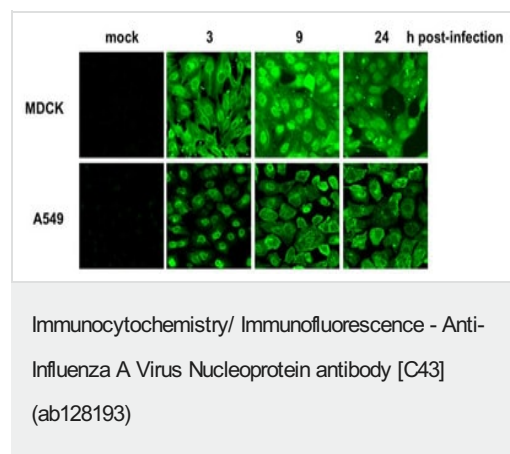 mock 3 9 24 h post-infection
MDCK
A549
Immunocytochemistry/ Immunofluorescence - Anti-
Influenza A Virus Nucleoprotein antibody [C43]
(ab128193)